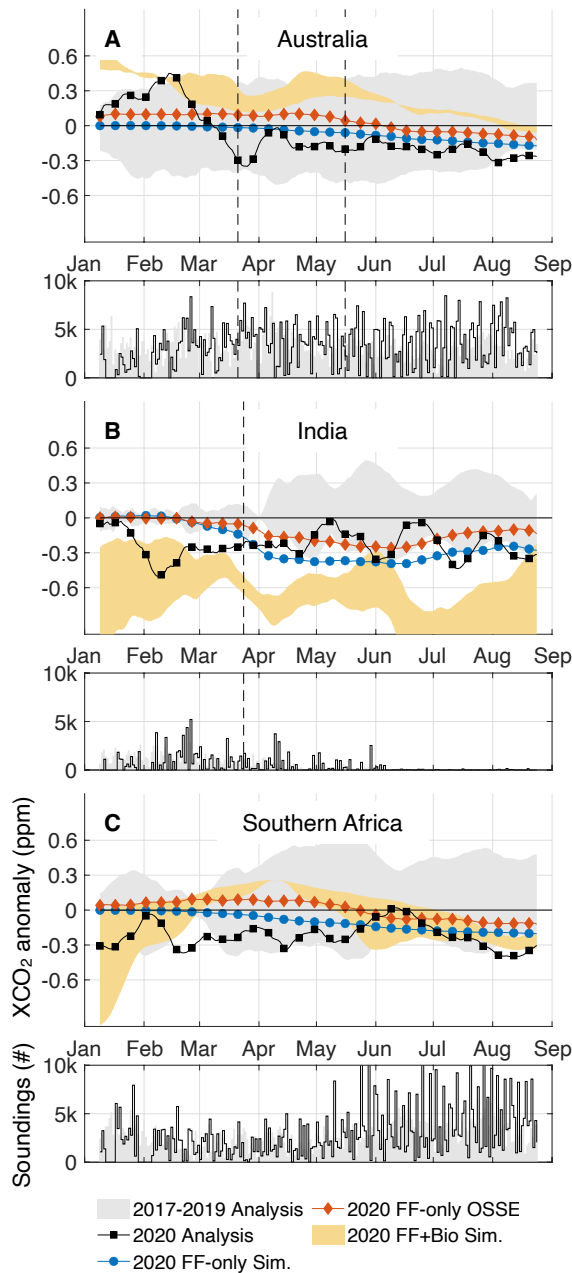 A Australia
0.6
0.3
0
-0.3
-0.6
Jan Feb Mar Apr May Jun Jul Aug Sep
10k
5k
0
B India
0.6
0.3
0
-0.3
-0.6
Jan Feb Mar Apr May Jun Jul Aug Sep
10k
5k
0
C Southern Africa
XCO2 anomaly (ppm)
0.6
0.3
0
-0.3
-0.6
Jan Feb Mar Apr May Jun Jul Aug Sep
Soundings (#)
10k
5k
0
2017-2019 Analysis
2020 FF-only OSSE
2020 Analysis
2020 FF+Bio Sim.
2020 FF-only Sim.